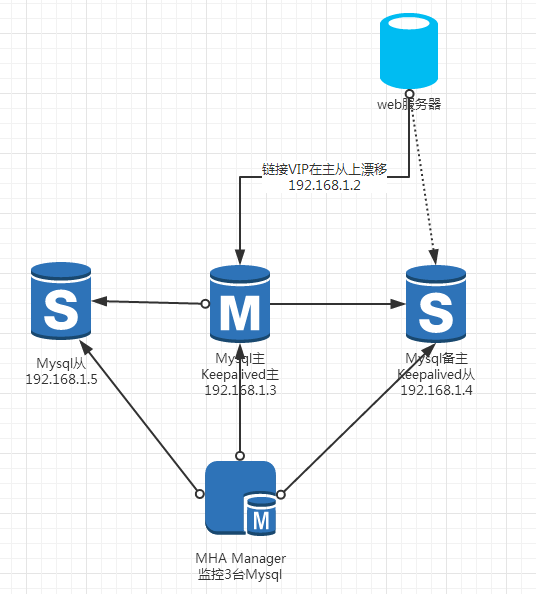 web服务器
链接VIP在主从上漂移
192.168.1.2
S
M
S
Mysql从
192.168.1.5
Mysql主
Keepalived主
192.168.1.3
Mysql备主
Keepalived从
192.168.1.4
M
MHA Manager
监控3台Mysql